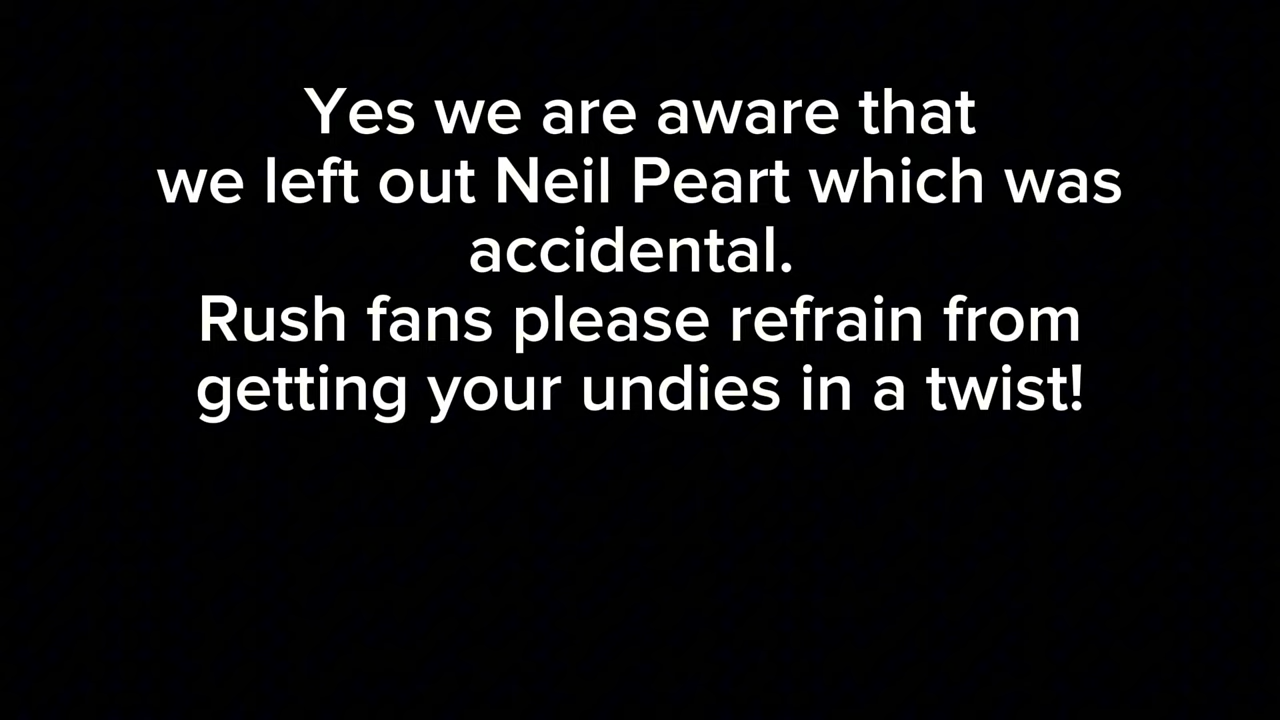 Yes we are aware that
we left out Neil Peart which was
accidental.
Rush fans please refrain from
getting your undies in a twist!